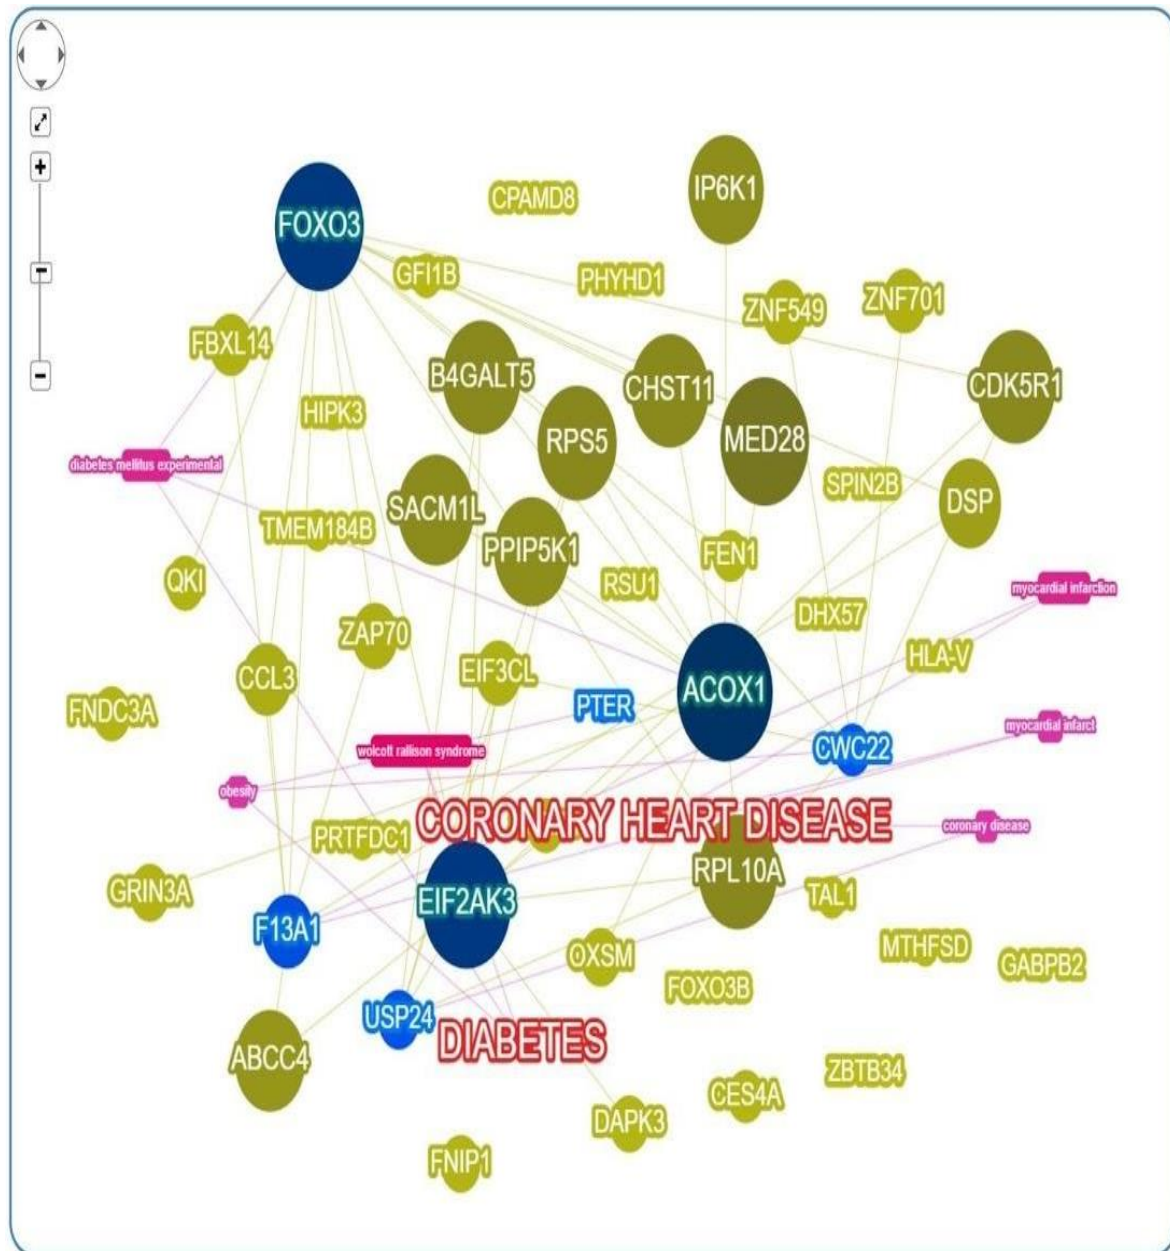 IP6K1
CPAMD8
FOXO3
GFI1B
PHYHD1
ZNF549
ZNF701
FBXL14
B4GALT5
CHST11
CDK5R1
HIPK3
RPS5
MED28
diabetes mellitus experimental
SPIN2B
DSP
SACM1L
TMEM184B
PPIP5K1
FEN1
QKI
RSU1
myocardial infarction
DHX57
ZAP70
HLA-V
CCL3
EIF3CL
ACOX1
FNDC3A
PTER
myocardial infarct
wolcott rallison syndrome
CWC22
obesity
CORONARY HEART DISEASE
coronary disease
PRTFDC1
RPL10A
GRIN3A
TAL1
EIF2AK3
F13A1
MTHFSD
OXSM
GABPB2
FOXO3B
USP24
DIABETES
ABCC4
ZBTB34
CES4A
DAPK3
FNIP1